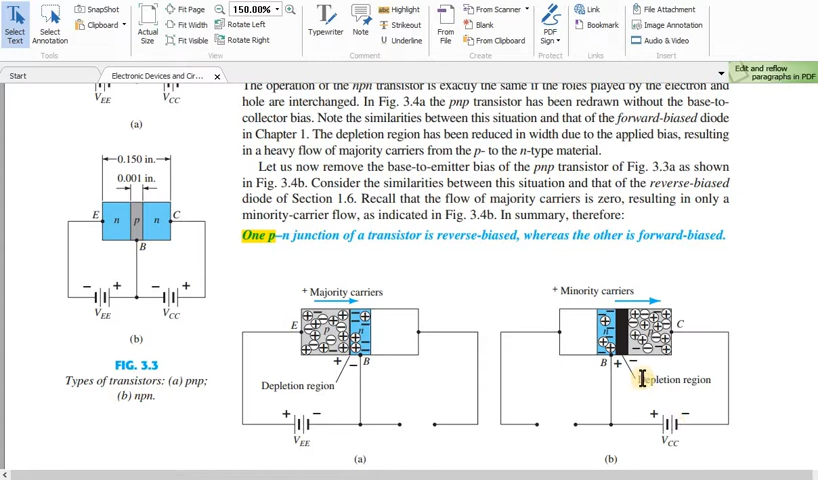 SnapShot
Clipboard
Select Text
Select Annotation
Tools
Actual Size
Fit Page
Fit Width
Fit Visible
150.00%
Rotate Left
Rotate Right
View
Typewriter
Note
Highlight
Strikeout
Underline
Comment
From File
From Scanner
Blank
From Clipboard
Create
PDF Sign
Protect
Link
Bookmark
Links
File Attachment
Image Annotation
Audio & Video
Insert
Start
Electronic Devices and Cir...
Edit and reflow
paragraphs in PDF
The operation of the npn transistor is exactly the same if the roles played by the electron and
hole are interchanged. In Fig. 3.4a the pnp transistor has been redrawn without the base-to-
collector bias. Note the similarities between this situation and that of the forward-biased diode
in Chapter 1. The depletion region has been reduced in width due to the applied bias, resulting
in a heavy flow of majority carriers from the p- to the n-type material.
Let us now remove the base-to-emitter bias of the pnp transistor of Fig. 3.3a as shown
in Fig. 3.4b. Consider the similarities between this situation and that of the reverse-biased
diode of Section 1.6. Recall that the flow of majority carriers is zero, resulting in only a
minority-carrier flow, as indicated in Fig. 3.4b. In summary, therefore:
One p–n junction of a transistor is reverse-biased, whereas the other is forward-biased.
VEE VCC
(a)
0.150 in.
0.001 in.
E n p n C
B
− + − +
VEE VCC
(b)
FIG. 3.3
Types of transistors: (a) pnp;
(b) npn.
+ Majority carriers
E p n
+ − B
Depletion region
+ −
VEE
(a)
+ Minority carriers
n C
B + −
Depletion region
+ −
VCC
(b)